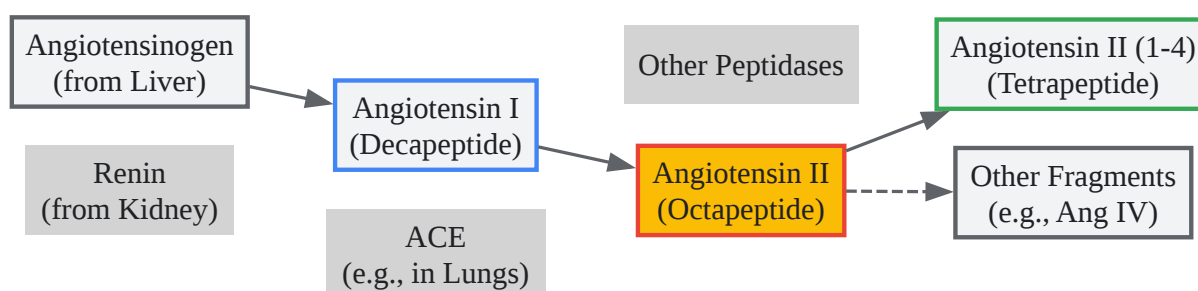 Angiotensinogen
(from Liver)
Renin
(from Kidney)
Angiotensin I
(Decapeptide)
ACE
(e.g., in Lungs)
Other Peptidases
Angiotensin II
(Octapeptide)
Angiotensin II (1-4)
(Tetrapeptide)
Other Fragments
(e.g., Ang IV)